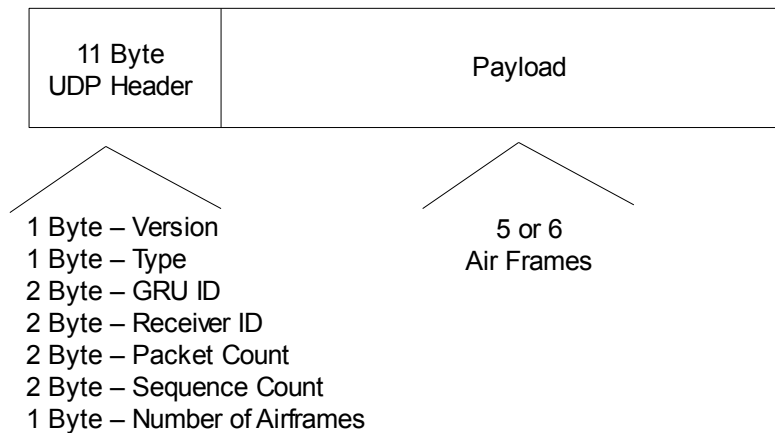 11 Byte
UDP Header
Payload
1 Byte – Version
1 Byte – Type
2 Byte – GRU ID
2 Byte – Receiver ID
2 Byte – Packet Count
2 Byte – Sequence Count
1 Byte – Number of Airframes
5 or 6
Air Frames